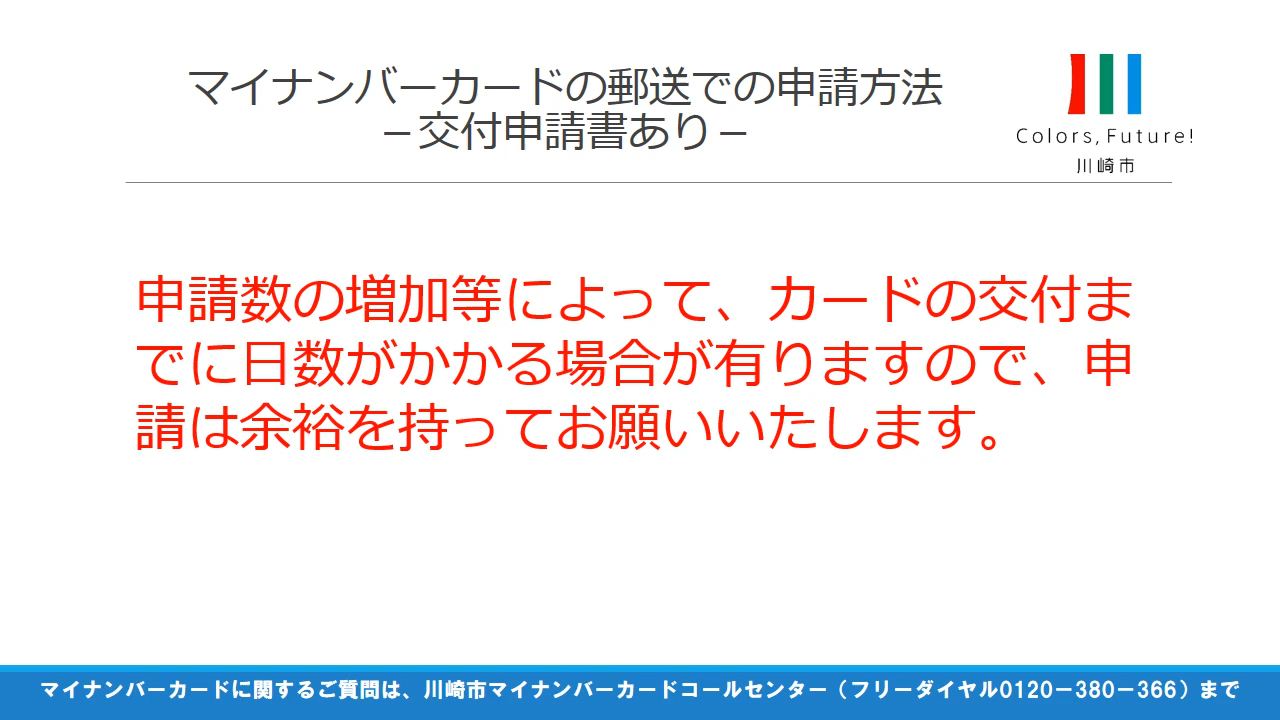 マイナンバーカードの郵送での申請方法
－交付申請書あり－
Colors,Future!
川崎市
申請数の増加等によって、カードの交付ま
でに日数がかかる場合が有りますので、申
請は余裕を持ってお願いいたします。
マイナンバーカードに関するご質問は、川崎市マイナンバーカードコールセンター（フリーダイヤル0120－380－366）まで